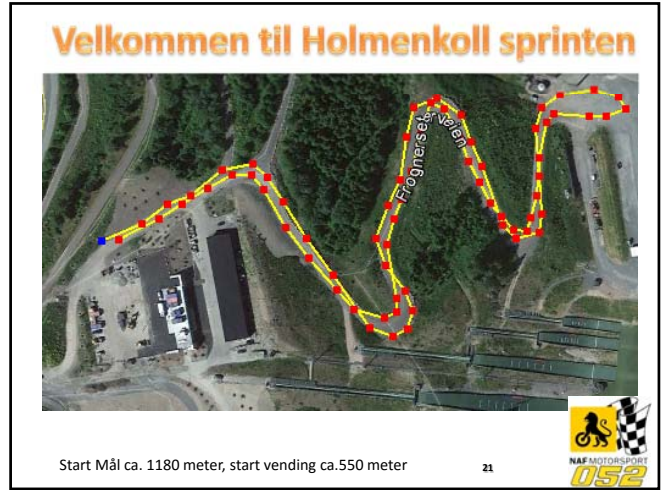 Velkommen til Holmenkoll sprinten
Frognerseterveien
Start Mål ca. 1180 meter, start vending ca.550 meter
21
NAF MOTORSPORT
052